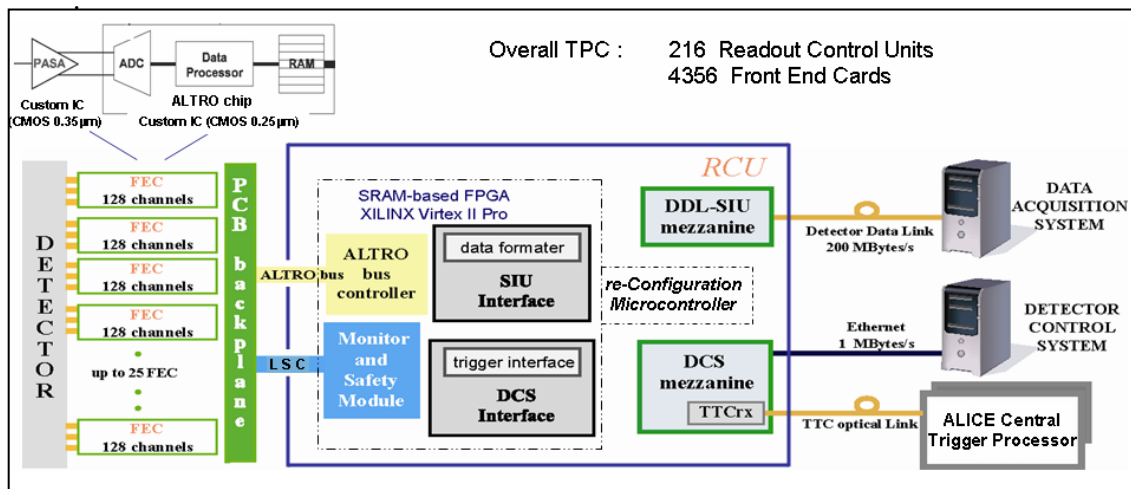 Overall TPC : 216 Readout Control Units
4356 Front End Cards
PASA
ADC
Data
Processor
RAM
Custom IC
(CMOS 0.35µm)
ALTRO chip
Custom IC (CMOS 0.25µm)
DETECTOR
FEC
128 channels
FEC
128 channels
FEC
128 channels
FEC
128 channels
up to 25 FEC
FEC
128 channels
PCB backplane
ALTRO bus
LSC
RCU
SRAM-based FPGA
XILINX Virtex II Pro
ALTRO
bus
controller
data formater
SIU
Interface
Monitor
and
Safety
Module
trigger interface
DCS
Interface
re-Configuration
Microcontroller
DDL-SIU
mezzanine
DCS
mezzanine
TTCrx
Detector Data Link
200 MBytes/s
DATA
ACQUISITION
SYSTEM
Ethernet
1 MBytes/s
DETECTOR
CONTROL
SYSTEM
TTC optical Link
ALICE Central
Trigger Processor